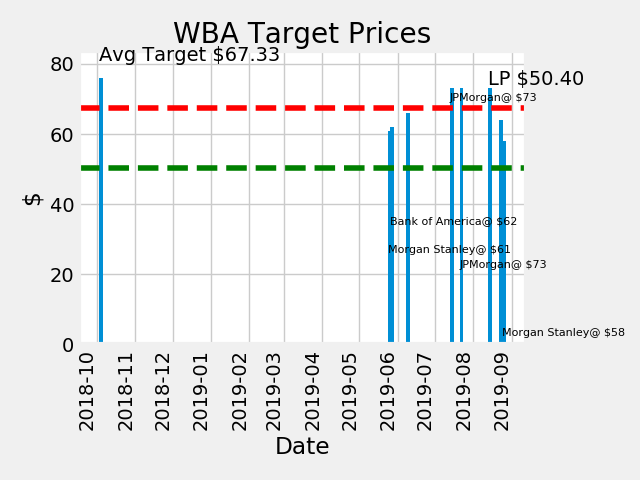 WBA Target Prices
Avg Target $67.33
LP $50.40
JPMorgan@ $73
Bank of America@ $62
Morgan Stanley@ $61
JPMorgan@ $73
Morgan Stanley@ $58
$
80
60
40
20
0
2018-10
2018-11
2018-12
2019-01
2019-02
2019-03
2019-04
2019-05
2019-06
2019-07
2019-08
2019-09
Date